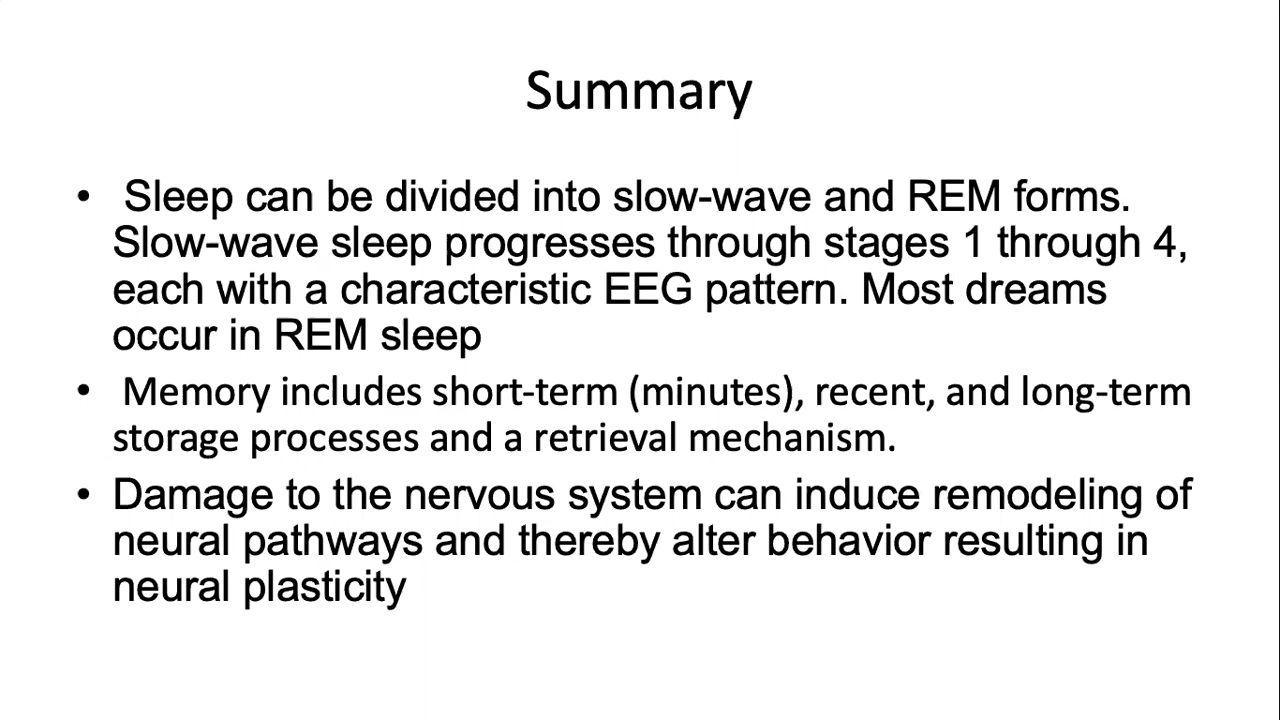 Summary
• Sleep can be divided into slow-wave and REM forms.
Slow-wave sleep progresses through stages 1 through 4,
each with a characteristic EEG pattern. Most dreams
occur in REM sleep
• Memory includes short-term (minutes), recent, and long-term
storage processes and a retrieval mechanism.
• Damage to the nervous system can induce remodeling of
neural pathways and thereby alter behavior resulting in
neural plasticity